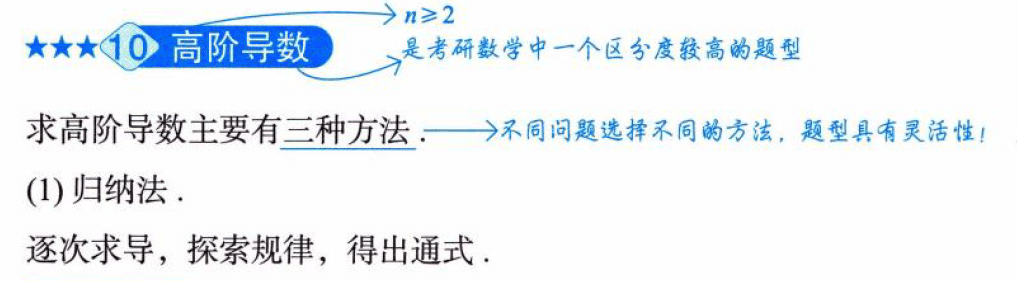 n≥2
★★★10 高阶导数
是考研数学中一个区分度较高的题型
求高阶导数主要有三种方法. 不同问题选择不同的方法，题型具有灵活性!
(1) 归纳法.
逐次求导，探索规律，得出通式.